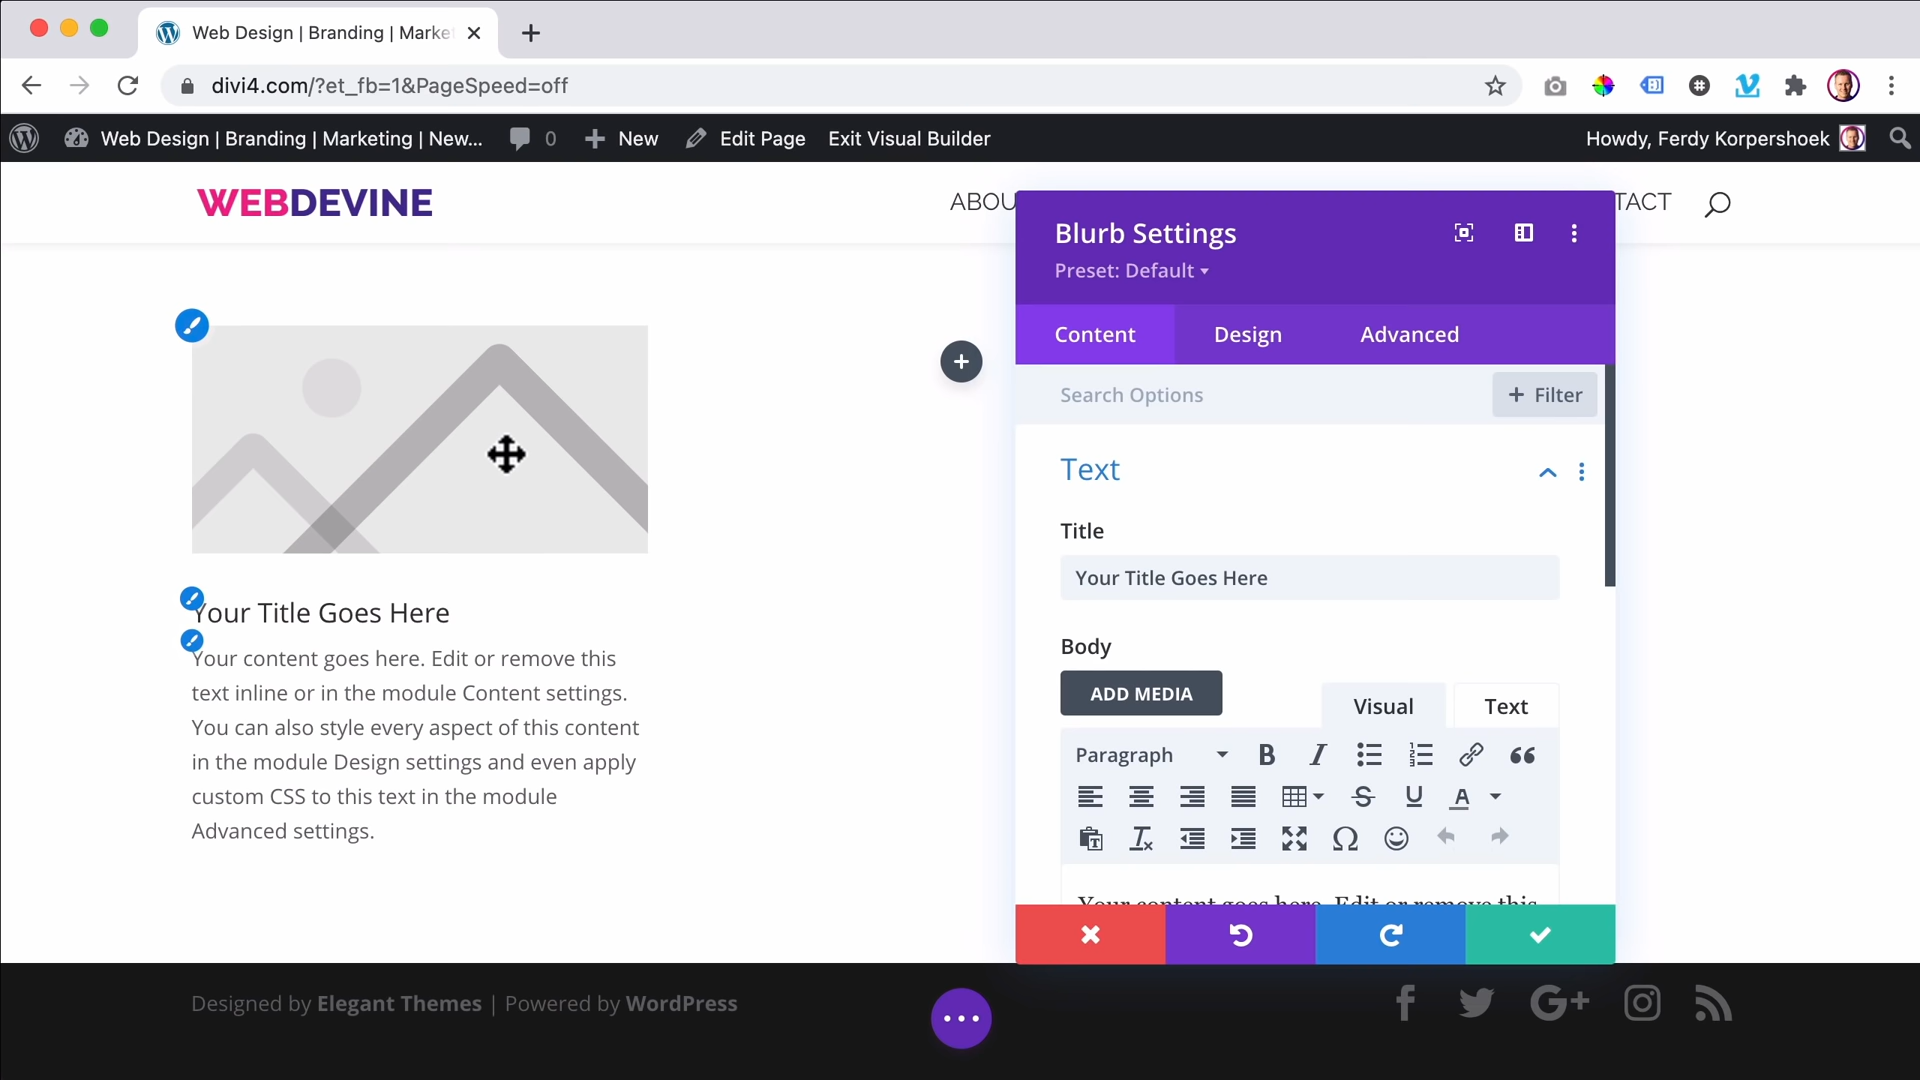 Web Design | Branding | Marke
divi4.com/?et_fb=1&PageSpeed=off
Web Design | Branding | Marketing | New... 0 New Edit Page Exit Visual Builder Howdy, Ferdy Korpershoek
WEBDEVINE ABOU TACT
Blurb Settings
Preset: Default
Content Design Advanced
Search Options + Filter
Text
Title
Your Title Goes Here
Body
ADD MEDIA
Visual Text
Paragraph
Your content goes here. Edit or remove this
Your Title Goes Here
Your content goes here. Edit or remove this
text inline or in the module Content settings.
You can also style every aspect of this content
in the module Design settings and even apply
custom CSS to this text in the module
Advanced settings.
Designed by Elegant Themes | Powered by WordPress